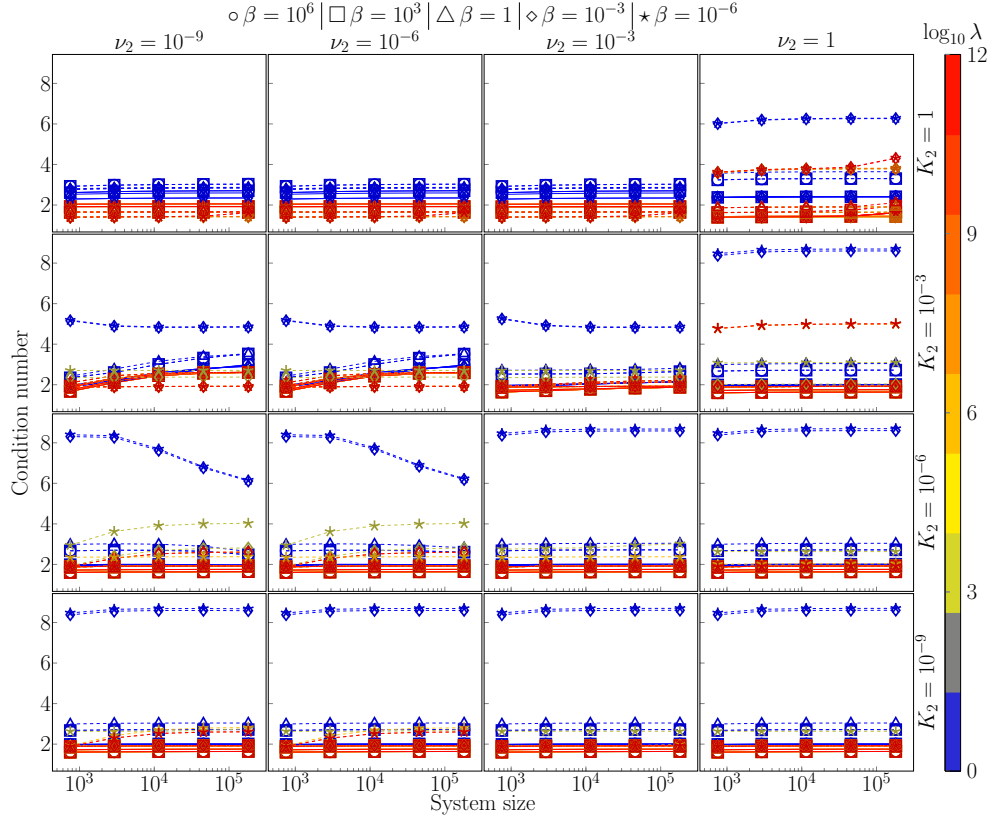 ○ β = 10⁶ | □ β = 10³ | △ β = 1 | ⋄ β = 10⁻³ | ⋆ β = 10⁻⁶
ν₂ = 10⁻⁹ ν₂ = 10⁻⁶ ν₂ = 10⁻³ ν₂ = 1 log₁₀ λ
8
6
4
2
K₂ = 1
8
6
4
2
K₂ = 10⁻³
8
6
4
2
K₂ = 10⁻⁶
8
6
4
2
K₂ = 10⁻⁹
Condition number
12
9
6
3
0
10³ 10⁴ 10⁵ 10³ 10⁴ 10⁵ 10³ 10⁴ 10⁵ 10³ 10⁴ 10⁵
System size